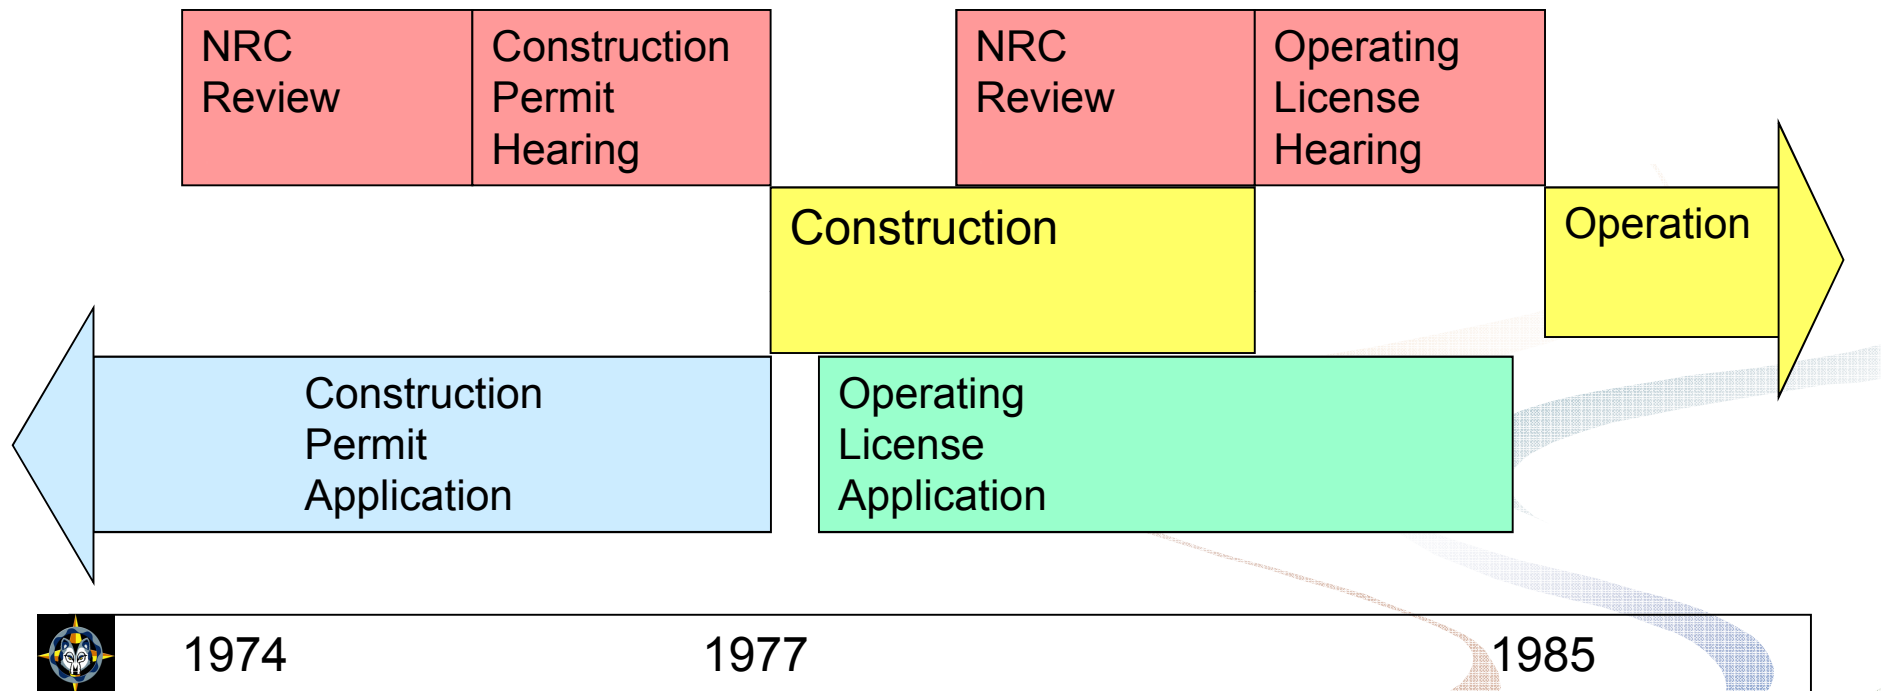 NRC
Review
Construction
Permit
Hearing
NRC
Review
Operating
License
Hearing
Construction
Operation
Construction
Permit
Application
Operating
License
Application
1974
1977
1985